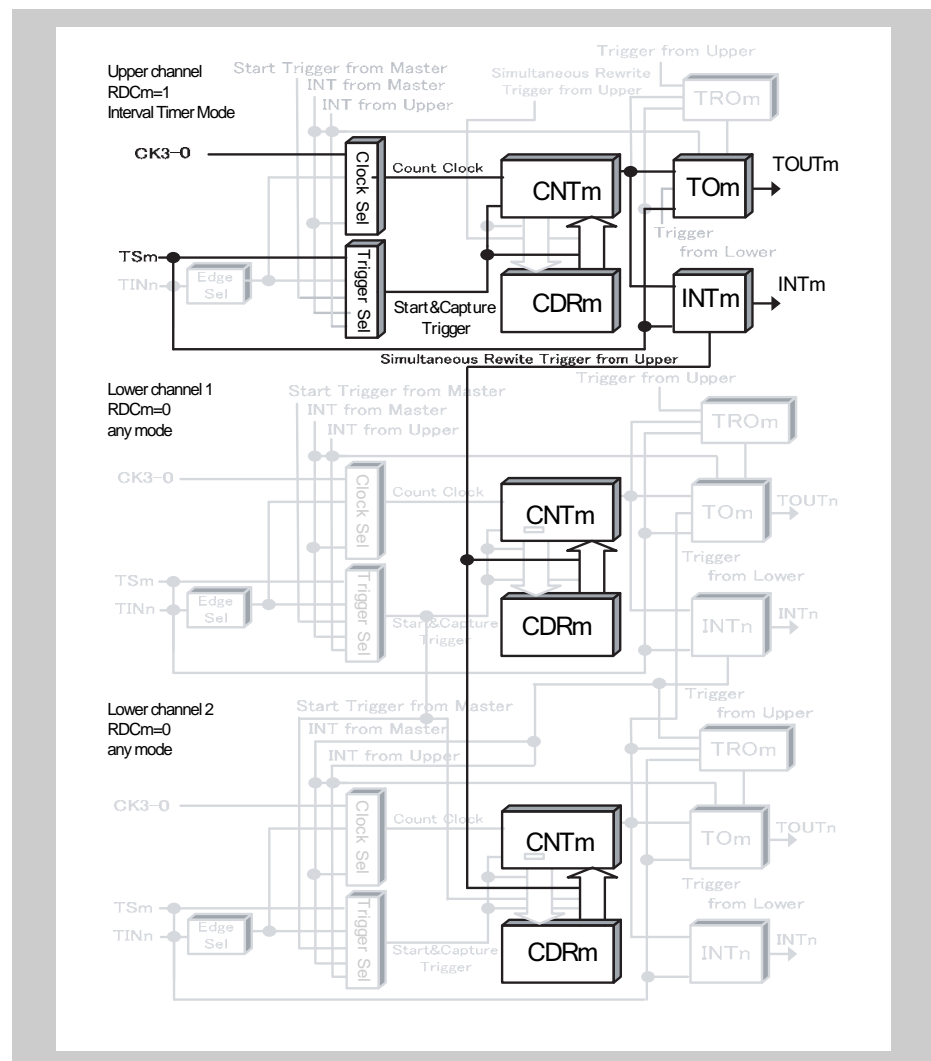 Trigger from Upper
Upper channel
RDCm=1
Interval Timer Mode
Start Trigger from Master
INT from Master
INT from Upper
Simultaneous Rewrite
Trigger from Upper
TROm
CK3-0
Clock Sel
Count Clock
CNTm
TOm
TOUTm
Trigger
from Lower
TSm
TINn
Edge
Sel
Trigger Sel
Start&Capture
Trigger
CDRm
INTm
INTm
Simultaneous Rewite Trigger from Upper
Lower channel 1
RDCm=0
any mode
Start Trigger from Master
INT from Master
INT from Upper
Trigger from Upper
TROm
CK3-0
Clock Sel
Count Clock
CNTm
TOm
TOUTn
Trigger
from Lower
TSm
TINn
Edge
Sel
Trigger Sel
Start&Capture
Trigger
CDRm
INTn
INTn
Lower channel 2
RDCm=0
any mode
Start Trigger from Master
INT from Master
INT from Upper
Trigger
from Upper
TROm
CK3-0
Clock Sel
Count Clock
CNTm
TOm
TOUTn
Trigger
from Lower
TSm
TINn
Edge
Sel
Trigger Sel
Start&Capture
Trigger
CDRm
INTn
INTn